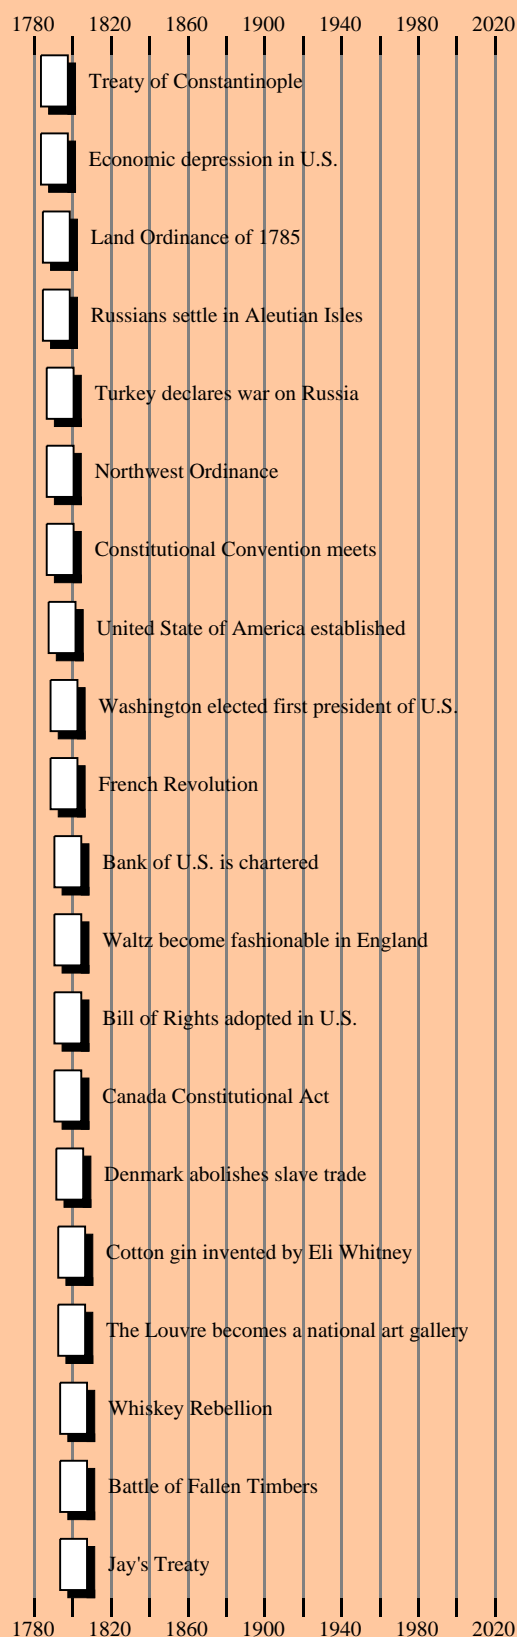 1780 1820 1860 1900 1940 1980 2020
Treaty of Constantinople
Economic depression in U.S.
Land Ordinance of 1785
Russians settle in Aleutian Isles
Turkey declares war on Russia
Northwest Ordinance
Constitutional Convention meets
United State of America established
Washington elected first president of U.S.
French Revolution
Bank of U.S. is chartered
Waltz become fashionable in England
Bill of Rights adopted in U.S.
Canada Constitutional Act
Denmark abolishes slave trade
Cotton gin invented by Eli Whitney
The Louvre becomes a national art gallery
Whiskey Rebellion
Battle of Fallen Timbers
Jay's Treaty
1780 1820 1860 1900 1940 1980 2020